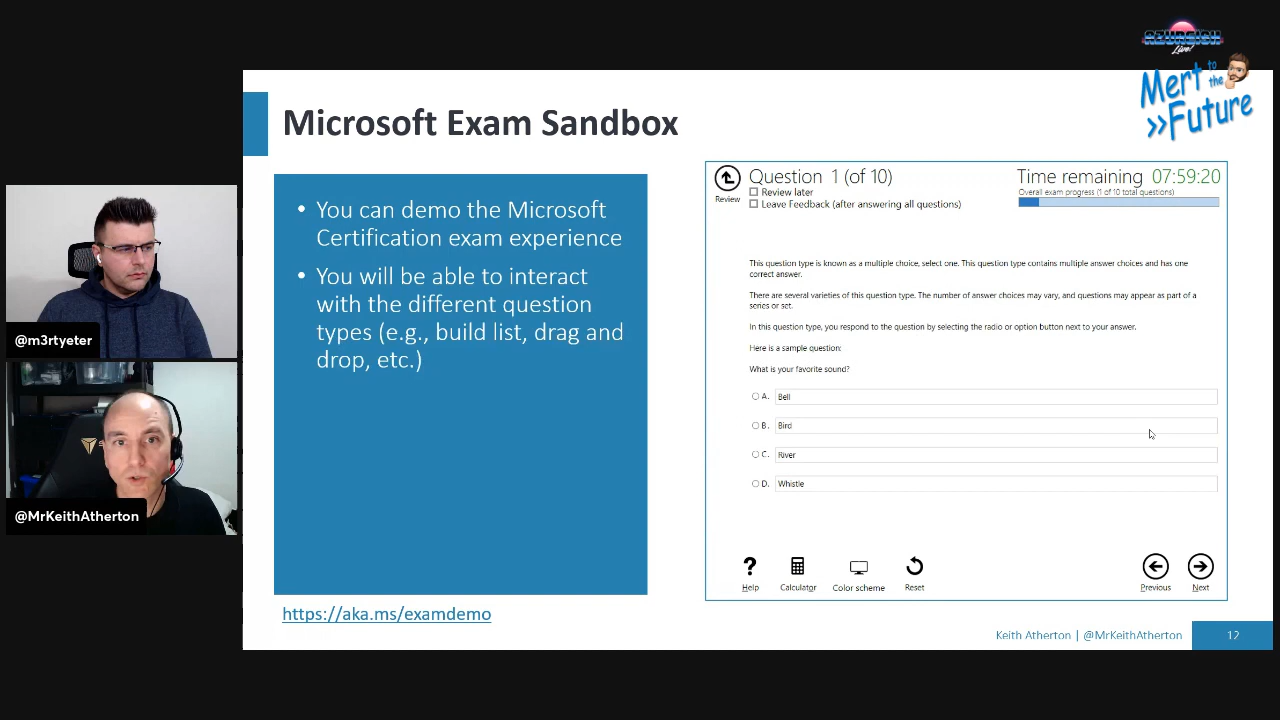 AZUREISH
Live!
Mert to the
>>Future
Microsoft Exam Sandbox
• You can demo the Microsoft
Certification exam experience
• You will be able to interact
with the different question
types (e.g., build list, drag and
drop, etc.)
https://aka.ms/examdemo
Review
Question 1 (of 10)
Review later
Leave Feedback (after answering all questions)
Time remaining 07:59:20
Overall exam progress (1 of 10 total questions)
This question type is known as a multiple choice, select one. This question type contains multiple answer choices and has one
correct answer.
There are several varieties of this question type. The number of answer choices may vary, and questions may appear as part of a
series or set.
In this question type, you respond to the question by selecting the radio or option button next to your answer.
Here is a sample question:
What is your favorite sound?
A. Bell
B. Bird
C. River
D. Whistle
? Help
Calculator
Color scheme
Reset
Previous
Next
@m3rtyeter
@MrKeithAtherton
Keith Atherton | @MrKeithAtherton
12